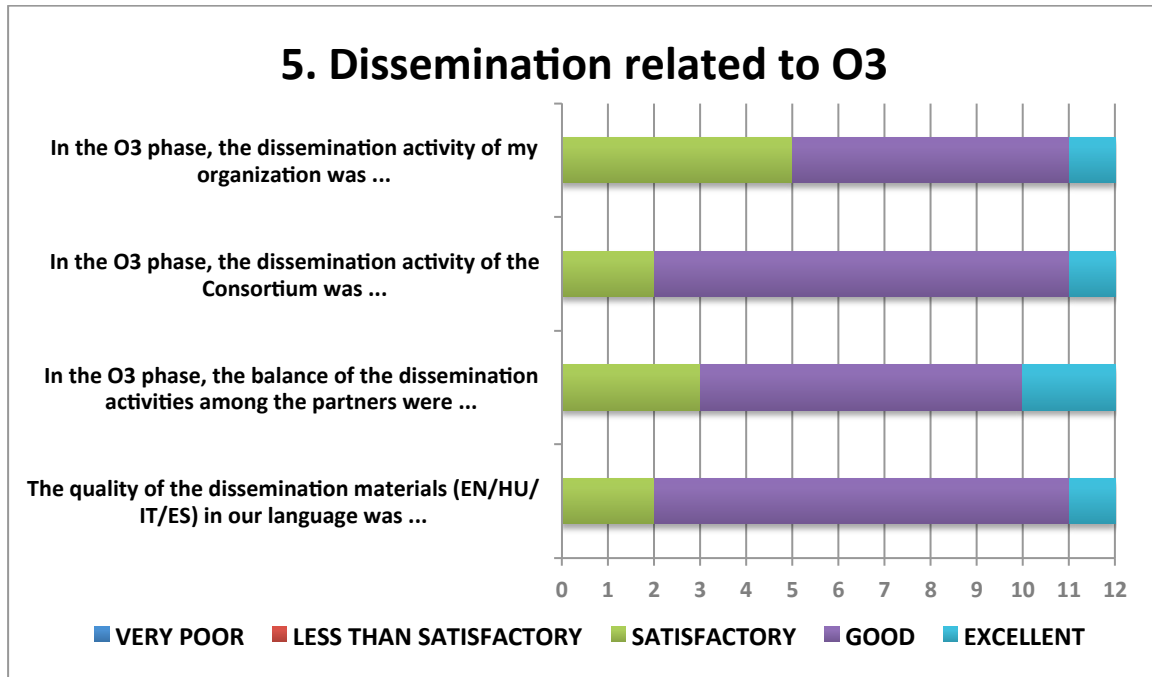 5. Dissemination related to O3
In the O3 phase, the dissemination activity of my
organization was ...
In the O3 phase, the dissemination activity of the
Consortium was ...
In the O3 phase, the balance of the dissemination
activities among the partners were ...
The quality of the dissemination materials (EN/HU/
IT/ES) in our language was ...
0 1 2 3 4 5 6 7 8 9 10 11 12
VERY POOR LESS THAN SATISFACTORY SATISFACTORY GOOD EXCELLENT